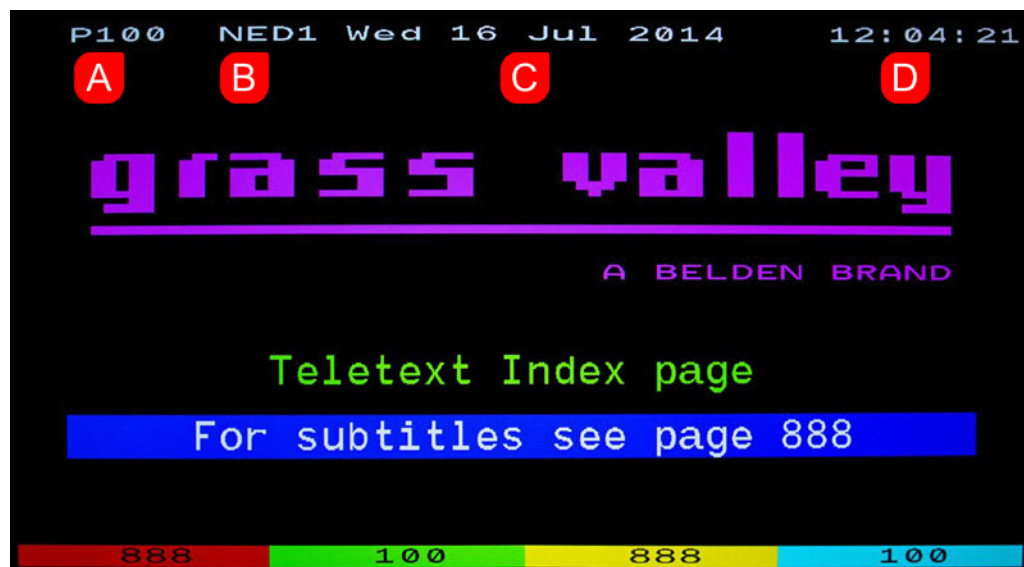 P100 NED1 Wed 16 Jul 2014 12:04:21
A B C D
grass valley
A BELDEN BRAND
Teletext Index page
For subtitles see page 888
888 100 888 100